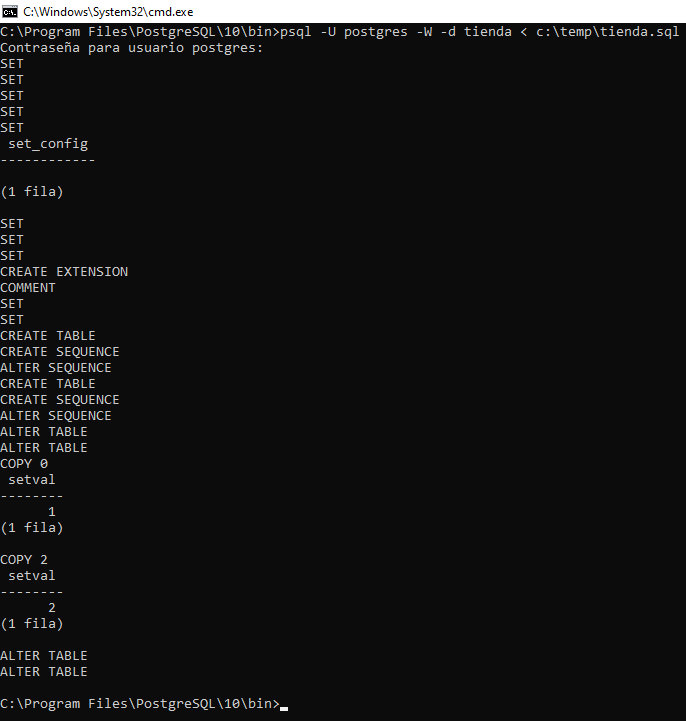 C:\Windows\System32\cmd.exe
C:\Program Files\PostgreSQL\10\bin>psql -U postgres -W -d tienda < c:\temp\tienda.sql
Contraseña para usuario postgres:
SET
SET
SET
SET
SET
 set_config
------------

(1 fila)

SET
SET
SET
CREATE EXTENSION
COMMENT
SET
SET
CREATE TABLE
CREATE SEQUENCE
ALTER SEQUENCE
CREATE TABLE
CREATE SEQUENCE
ALTER SEQUENCE
ALTER TABLE
ALTER TABLE
COPY 0
 setval
--------
      1
(1 fila)

COPY 2
 setval
--------
      2
(1 fila)

ALTER TABLE
ALTER TABLE

C:\Program Files\PostgreSQL\10\bin>